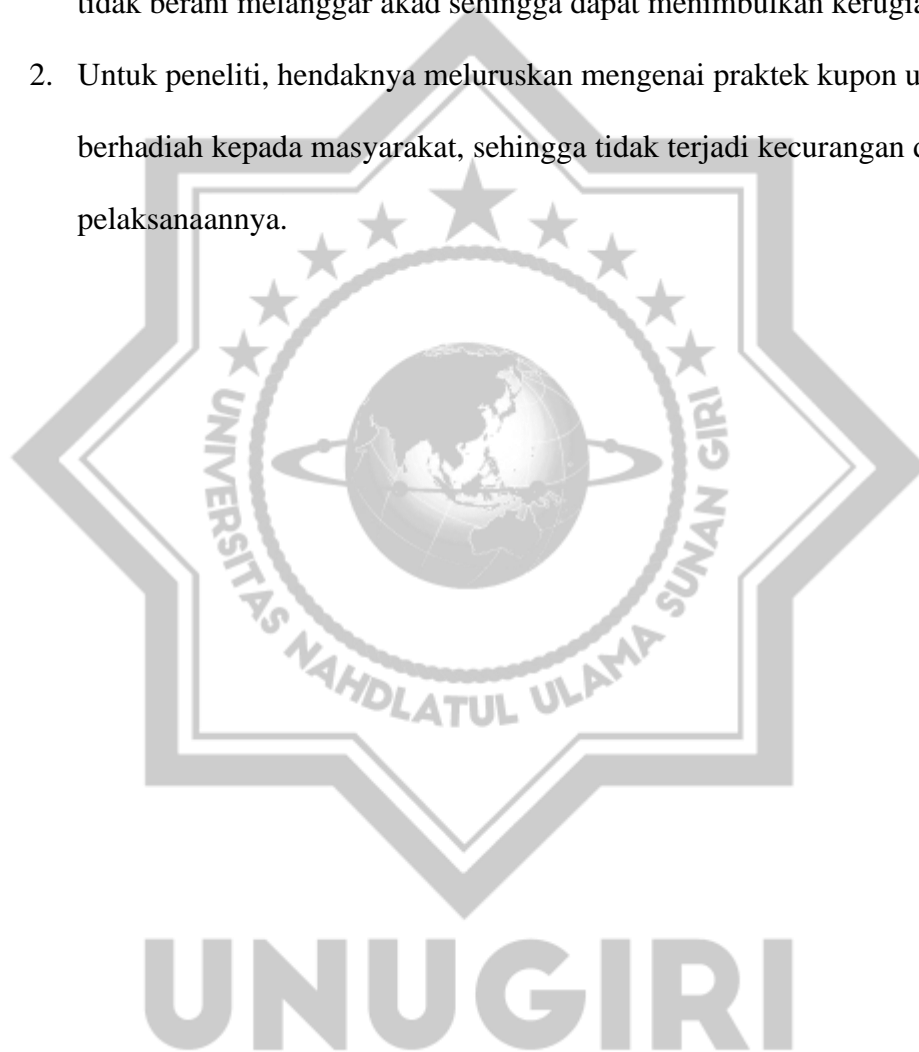 tidak berani melanggar akad sehingga dapat menimbulkan kerugia
2. Untuk peneliti, hendaknya meluruskan mengenai praktek kupon u
berhadiah kepada masyarakat, sehingga tidak terjadi kecurangan d
pelaksanaannya.
UNIVERSITAS NAHDLATUL ULAMA SUNAN GIRI
UNUGIRI